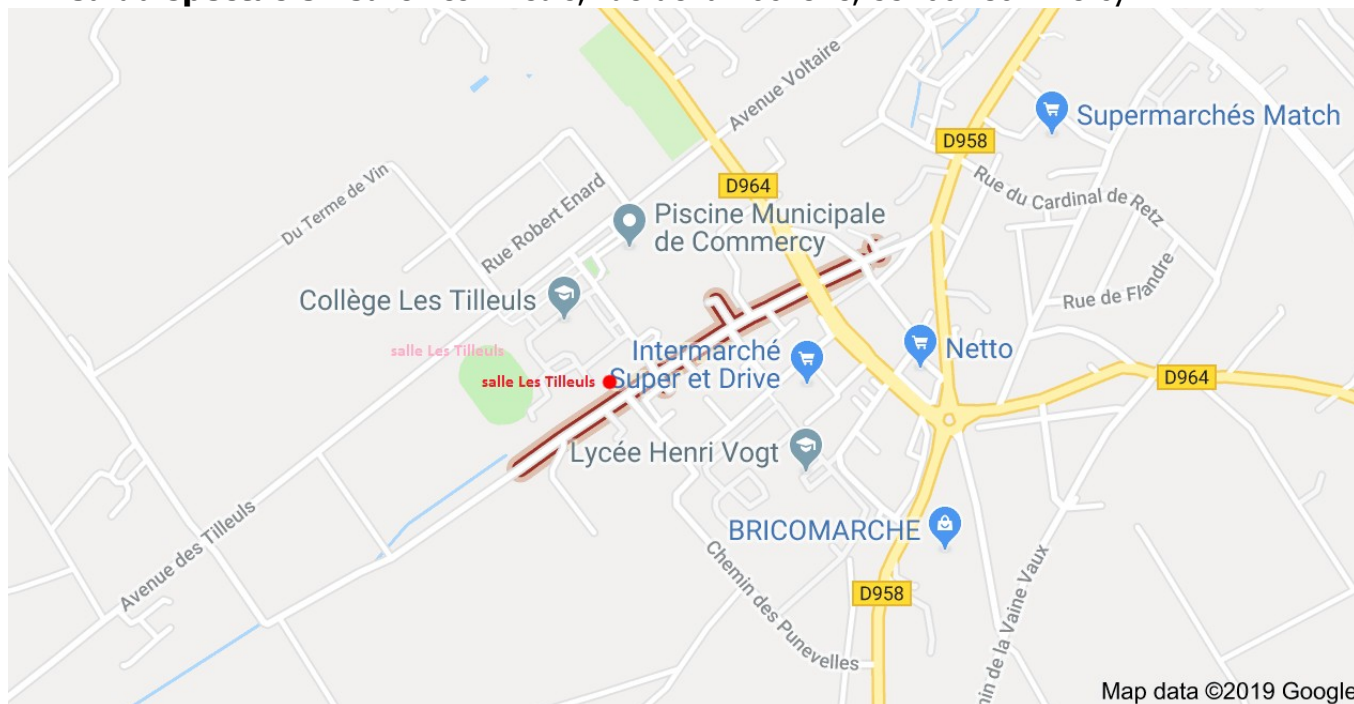 Avenue Voltaire
Supermarchés Match
D958
D964
Du Terme de Vin
Rue Robert Enard
Rue du Cardinal de Retz
Piscine Municipale
de Commercy
Collège Les Tilleuls
Rue de Flandre
salle Les Tilleuls
Intermarché
Super et Drive
Netto
salle Les Tilleuls
D964
Lycée Henri Vogt
BRICOMARCHE
Avenue des Tilleuls
Chemin des Punevelles
D958
in de la Vaine Vaux
Map data ©2019 Google